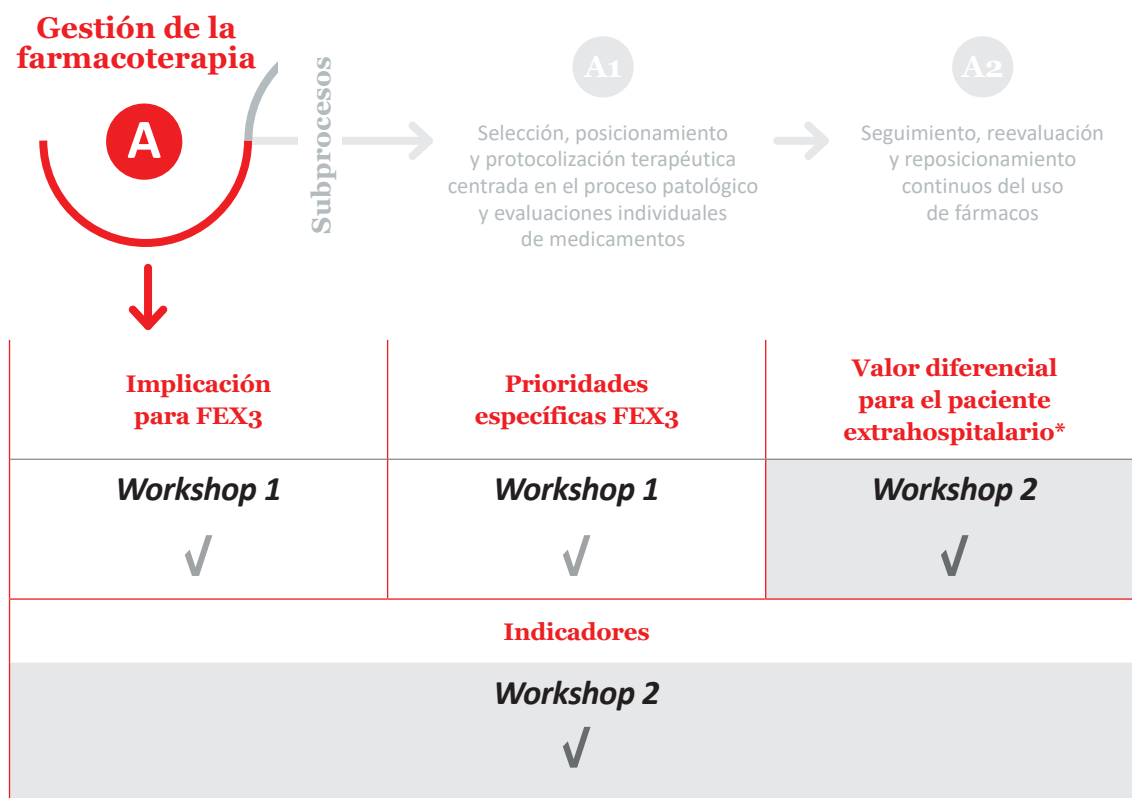 Gestión de la
farmacoterapia
A
Subprocesos
A1
Selección, posicionamiento
y protocolización terapéutica
centrada en el proceso patológico
y evaluaciones individuales
de medicamentos
A2
Seguimiento, reevaluación
y reposicionamiento
continuos del uso
de fármacos
Implicación
para FEX3
Prioridades
específicas FEX3
Valor diferencial
para el paciente
extrahospitalario*
Workshop 1
Workshop 1
Workshop 2
√
√
√
Indicadores
Workshop 2
√